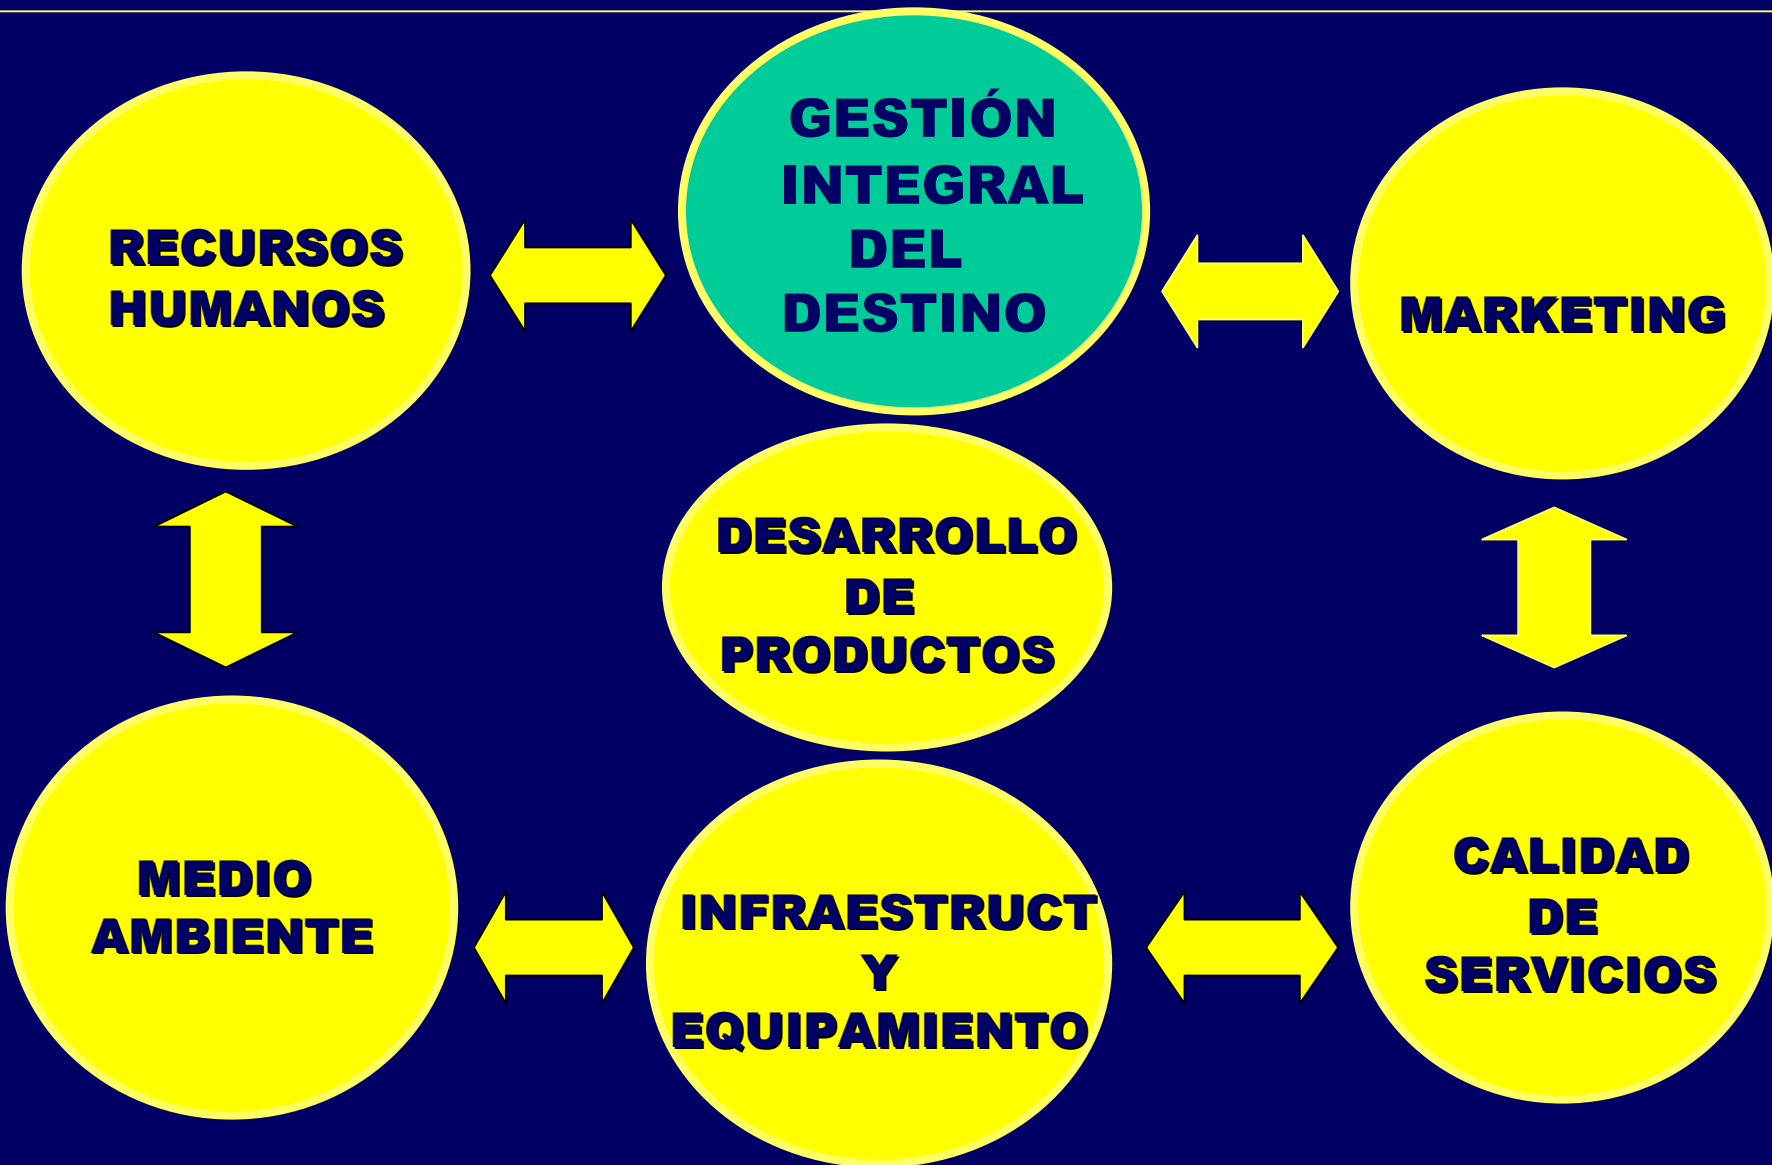 GESTIÓN
INTEGRAL
DEL
DESTINO
RECURSOS
HUMANOS
MARKETING
DESARROLLO
DE
PRODUCTOS
MEDIO
AMBIENTE
INFRAESTRUCT
Y
EQUIPAMIENTO
CALIDAD
DE
SERVICIOS